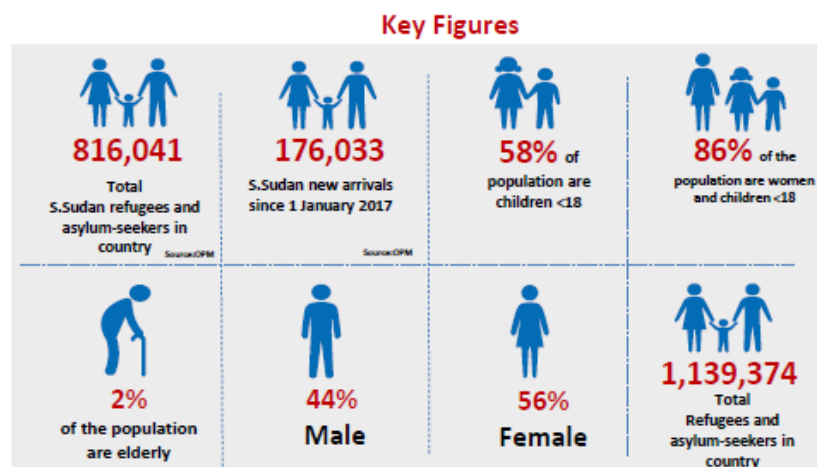 Key Figures
816,041
Total
S.Sudan refugees and
asylum-seekers in
country
Source:OPM
176,033
S.Sudan new arrivals
since 1 January 2017
Source:OPM
58% of
population are
children <18
86% of the
population are women
and children <18
2%
of the population
are elderly
44%
Male
56%
Female
1,139,374
Total
Refugees and
asylum-seekers in
country